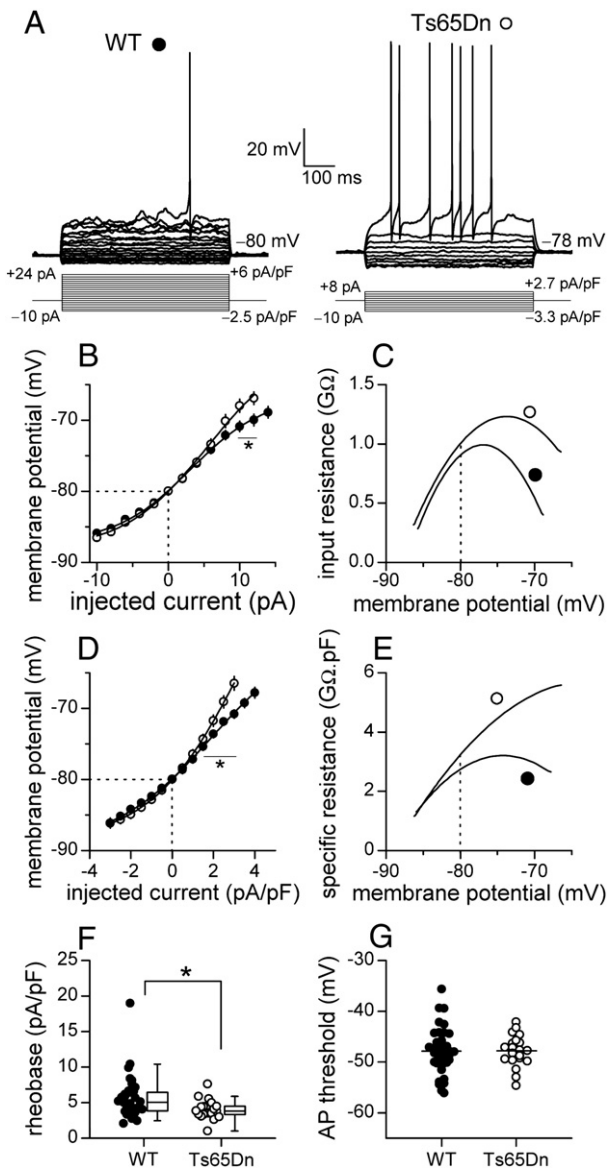 A
WT
Ts65Dn
20 mV
100 ms
−80 mV
−78 mV
+24 pA
+6 pA/pF
−10 pA
−2.5 pA/pF
+8 pA
+2.7 pA/pF
−10 pA
−3.3 pA/pF
B
membrane potential (mV)
-70
-80
-90
-10
0
10
injected current (pA)
*
C
input resistance (GΩ)
1.5
1.0
0.5
0.0
-90
-80
-70
membrane potential (mV)
D
membrane potential (mV)
-70
-80
-90
-4
-2
0
2
4
injected current (pA/pF)
*
E
specific resistance (GΩ.pF)
6
4
2
0
-90
-80
-70
membrane potential (mV)
F
rheobase (pA/pF)
25
20
15
10
5
0
*
WT
Ts65Dn
G
AP threshold (mV)
-30
-40
-50
-60
WT
Ts65Dn